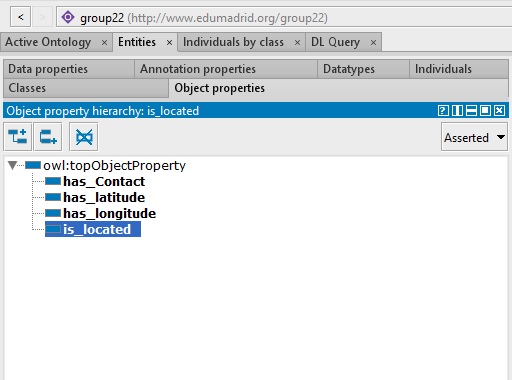 < > group22 (http://www.edumadrid.org/group22)
Active Ontology × Entities × Individuals by class × DL Query ×
Data properties Annotation properties Datatypes Individuals
Classes Object properties
Object property hierarchy: is_located
Asserted
owl:topObjectProperty
has_Contact
has_latitude
has_longitude
is_located